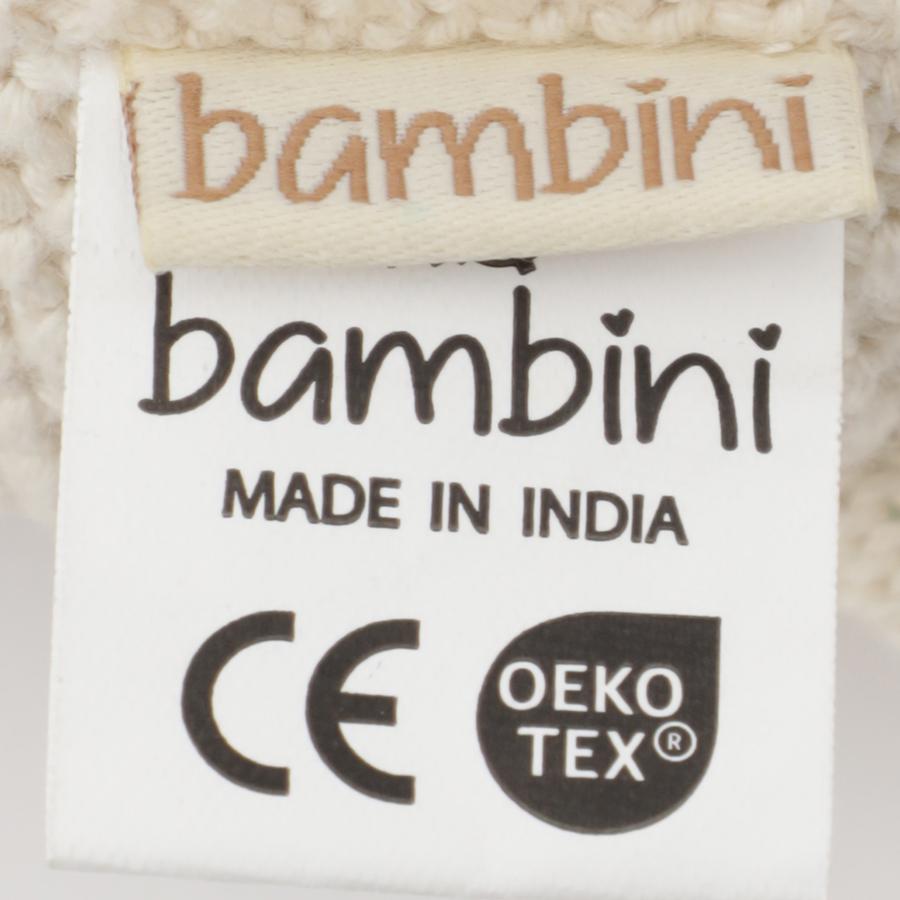 bambini
bambini
MADE IN INDIA
CE
OEKO
TEX®